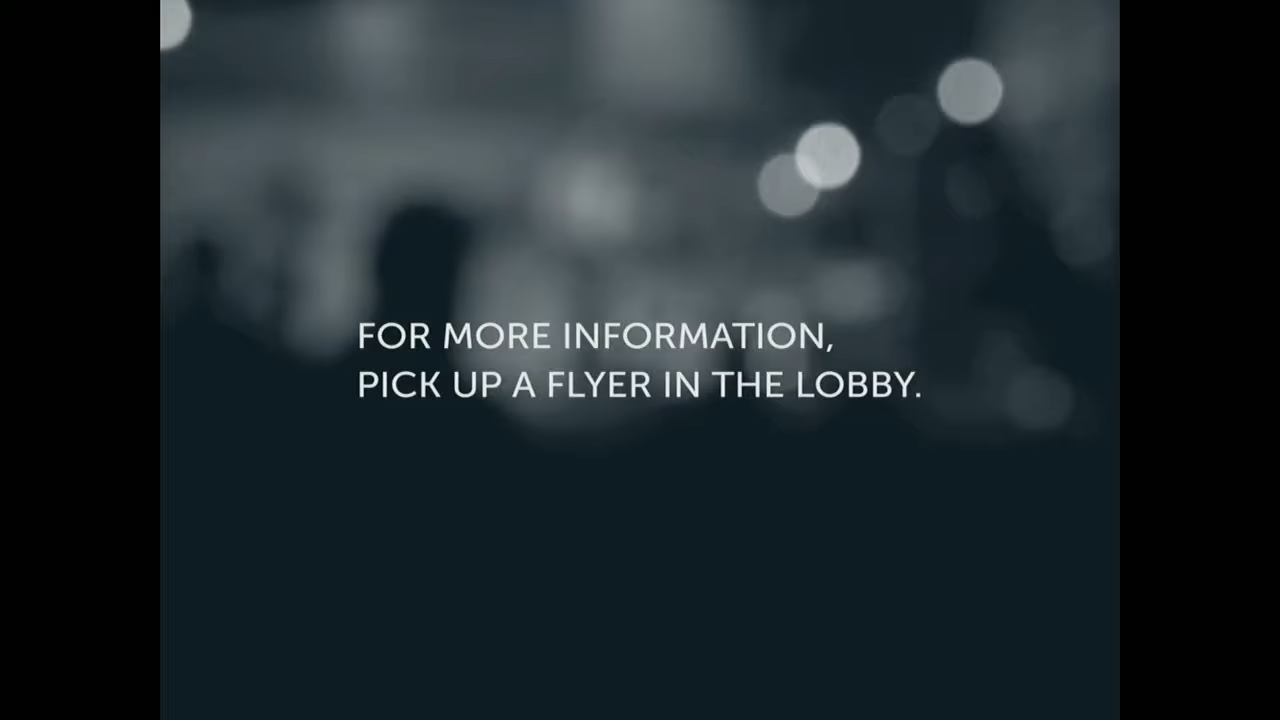 FOR MORE INFORMATION,
PICK UP A FLYER IN THE LOBBY.